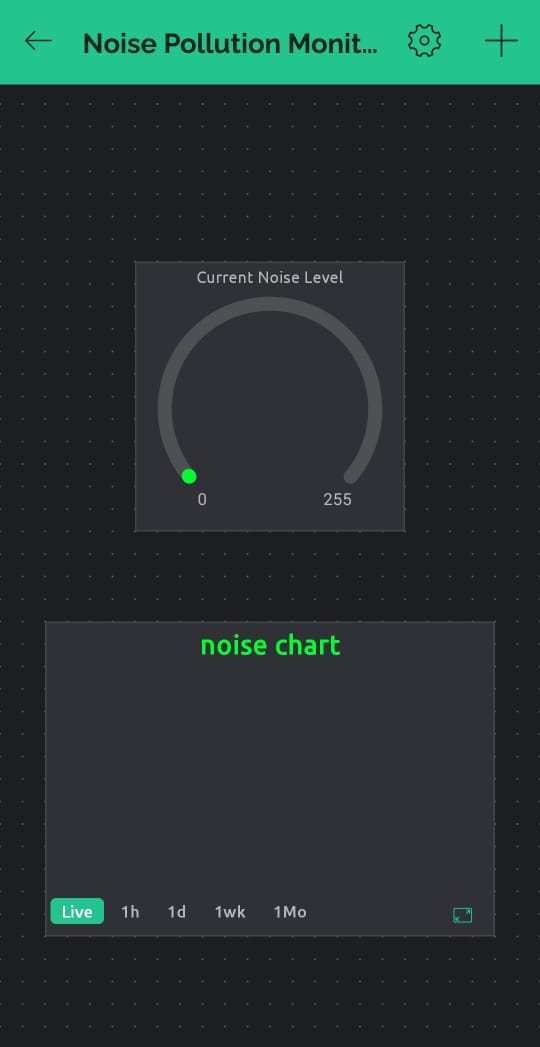 Noise Pollution Monit...
Current Noise Level
0 255
noise chart
Live 1h 1d 1wk 1Mo